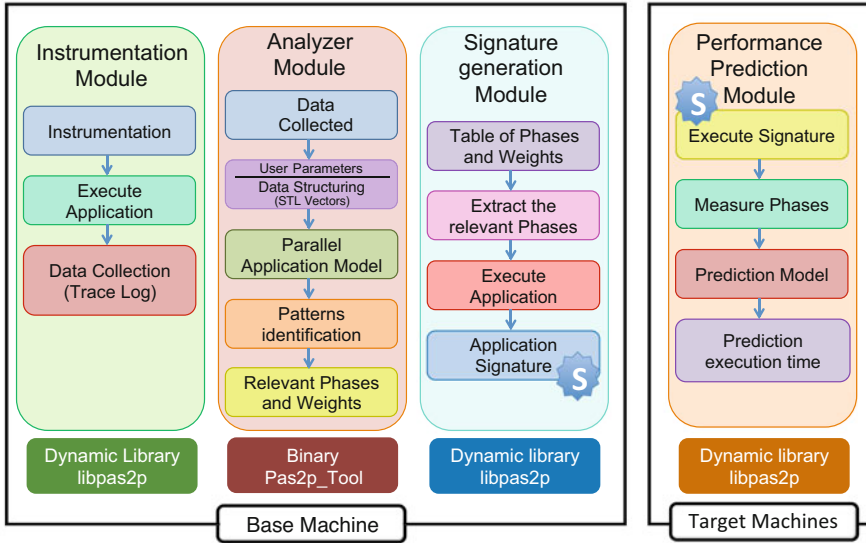 Instrumentation
Module
Instrumentation
Execute
Application
Data Collection
(Trace Log)
Dynamic Library
libpas2p
Analyzer
Module
Data
Collected
User Parameters
Data Structuring
(STL Vectors)
Parallel
Application Model
Patterns
identification
Relevant Phases
and Weights
Binary
Pas2p_Tool
Signature
generation
Module
Table of Phases
and Weights
Extract the
relevant Phases
Execute
Application
Application
Signature
S
Dynamic library
libpas2p
Base Machine
Performance
Prediction
Module
S
Execute Signature
Measure Phases
Prediction Model
Prediction
execution time
Dynamic library
libpas2p
Target Machines